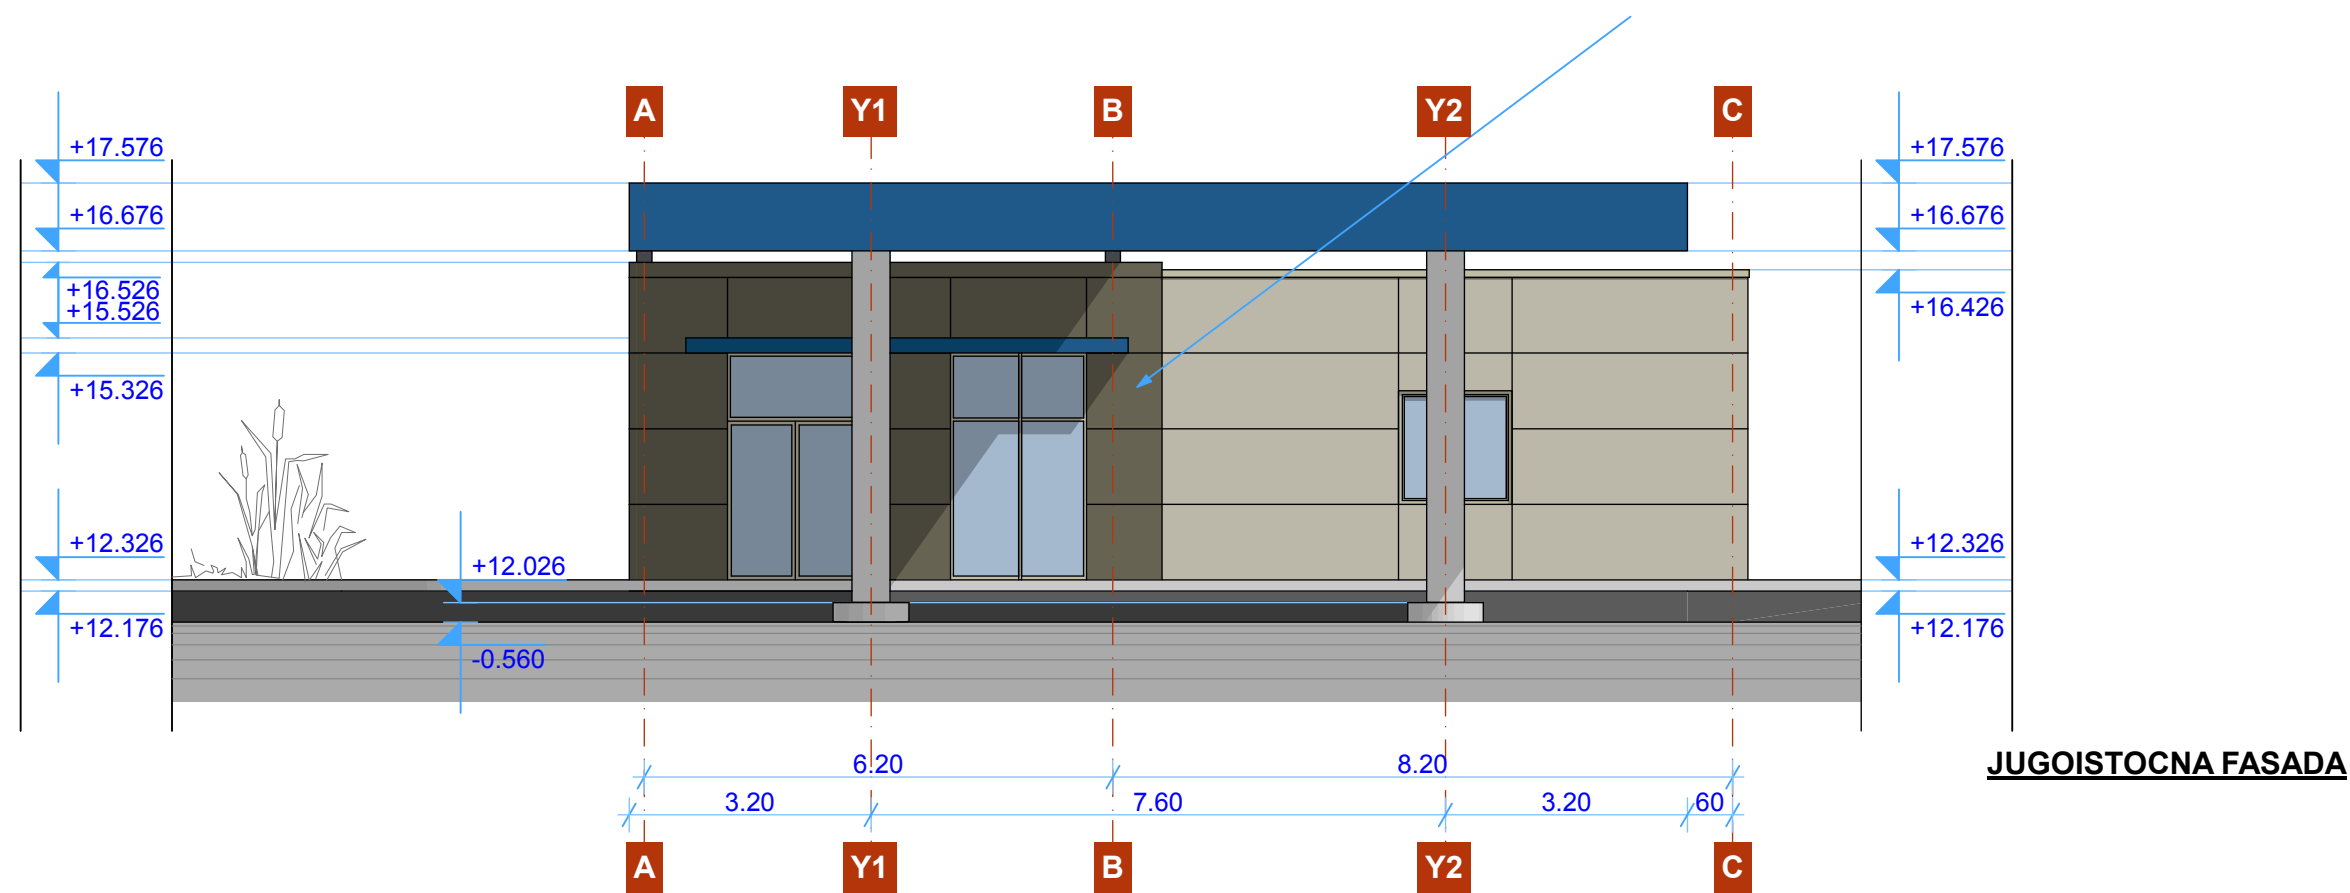 A Y1 B Y2 C
+17.576 +17.576
+16.676 +16.676
+16.526
+15.526 +16.426
+15.326
+12.326 +12.326
+12.026
+12.176 +12.176
-0.560
6.20 8.20
JUGOISTOCNA FASADA
3.20 7.60 3.20 60
A Y1 B Y2 C